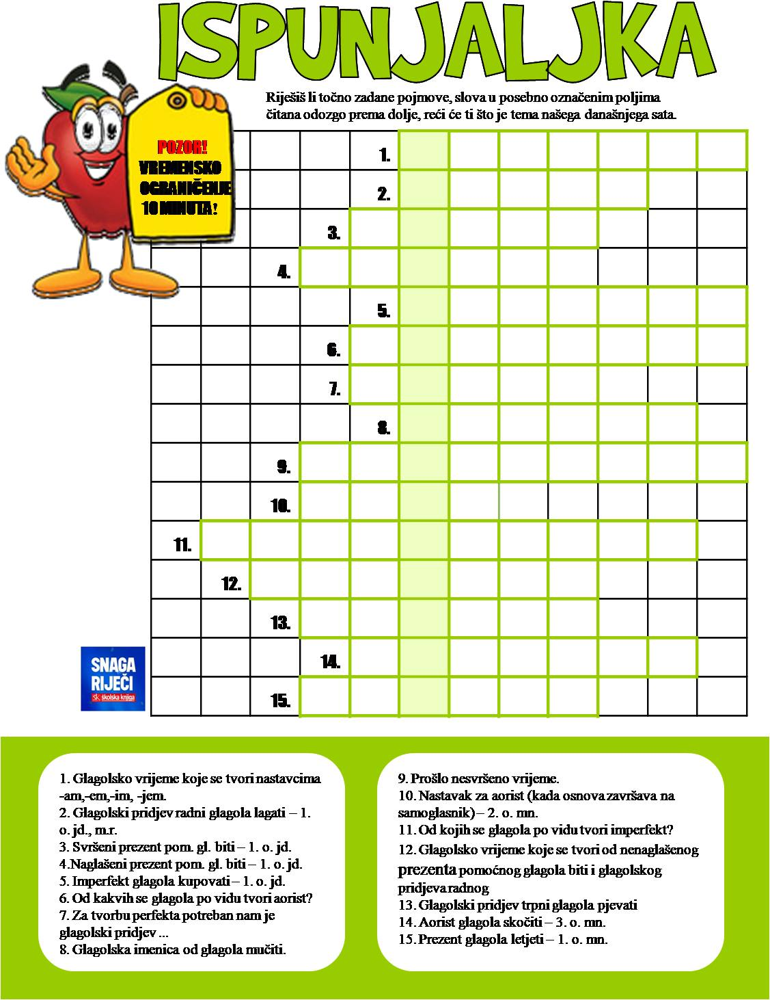 ISPUNJALJKA
Riješiš li točno zadane pojmove, slova u posebno označenim poljima
čitana odozgo prema dolje, reći će ti što je tema našega današnjega sata.
POZOR!
VREMENSKO
OGRANIČENJE
10 MINUTA!
1.
2.
3.
4.
5.
6.
7.
8.
9.
10.
11.
12.
13.
14.
15.
SNAGA
RIJEČI
sk školska knjiga
1. Glagolsko vrijeme koje se tvori nastavcima
-am,-em,-im, -jem.
2. Glagolski pridjev radni glagola lagati – 1.
o. jd., m.r.
3. Svršeni prezent pom. gl. biti – 1. o. jd.
4.Naglašeni prezent pom. gl. biti – 1. o. jd.
5. Imperfekt glagola kupovati – 1. o. jd.
6. Od kakvih se glagola po vidu tvori aorist?
7. Za tvorbu perfekta potreban nam je
glagolski pridjev ...
8. Glagolska imenica od glagola mučiti.
9. Prošlo nesvršeno vrijeme.
10. Nastavak za aorist (kada osnova završava na
samoglasnik) – 2. o. mn.
11. Od kojih se glagola po vidu tvori imperfekt?
12. Glagolsko vrijeme koje se tvori od nenaglašenog
prezenta pomoćnog glagola biti i glagolskog
pridjeva radnog
13. Glagolski pridjev trpni glagola pjevati
14. Aorist glagola skočiti – 3. o. mn.
15. Prezent glagola letjeti – 1. o. mn.